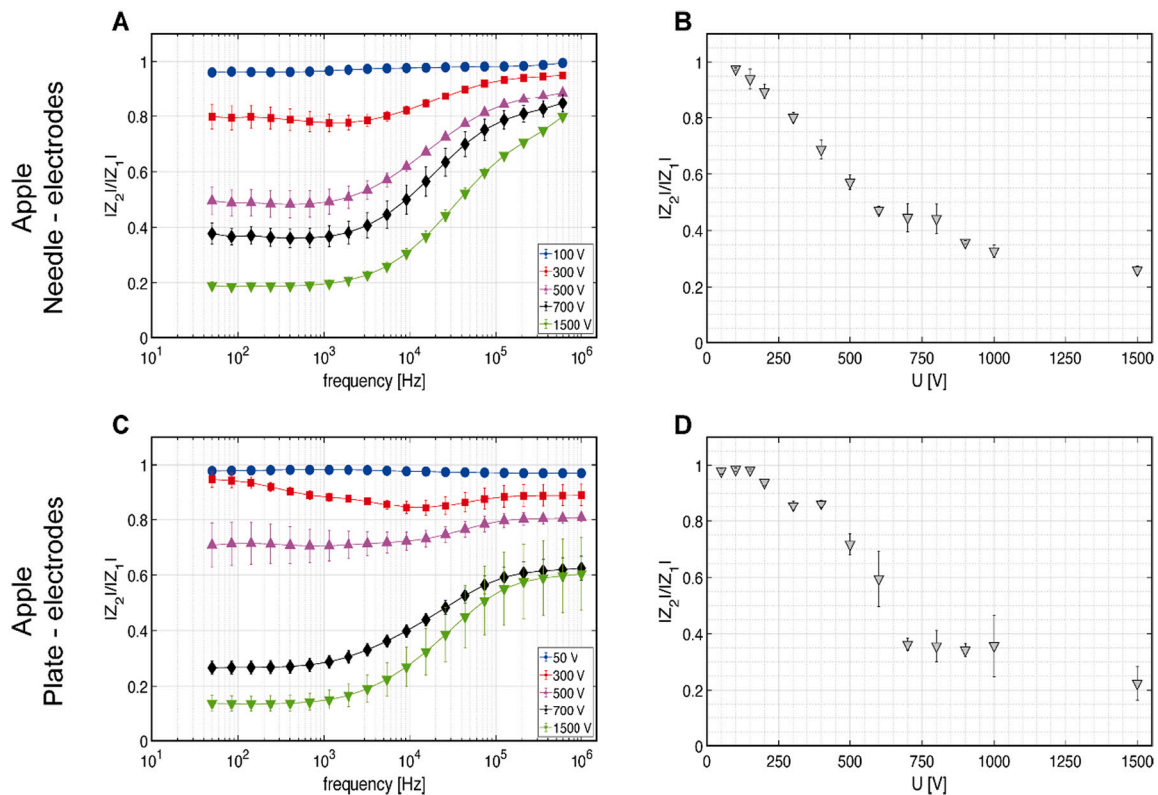 A
B
Apple
Needle - electrodes
|Z2|/|Z1|
1
0.8
0.6
0.4
0.2
0
10^1
10^2
10^3
10^4
10^5
10^6
frequency [Hz]
100 V
300 V
500 V
700 V
1500 V
|Z2|/|Z1|
1
0.8
0.6
0.4
0.2
0
0
250
500
750
1000
1250
1500
U [V]
C
D
Apple
Plate - electrodes
|Z2|/|Z1|
1
0.8
0.6
0.4
0.2
0
10^1
10^2
10^3
10^4
10^5
10^6
frequency [Hz]
50 V
300 V
500 V
700 V
1500 V
|Z2|/|Z1|
1
0.8
0.6
0.4
0.2
0
0
250
500
750
1000
1250
1500
U [V]